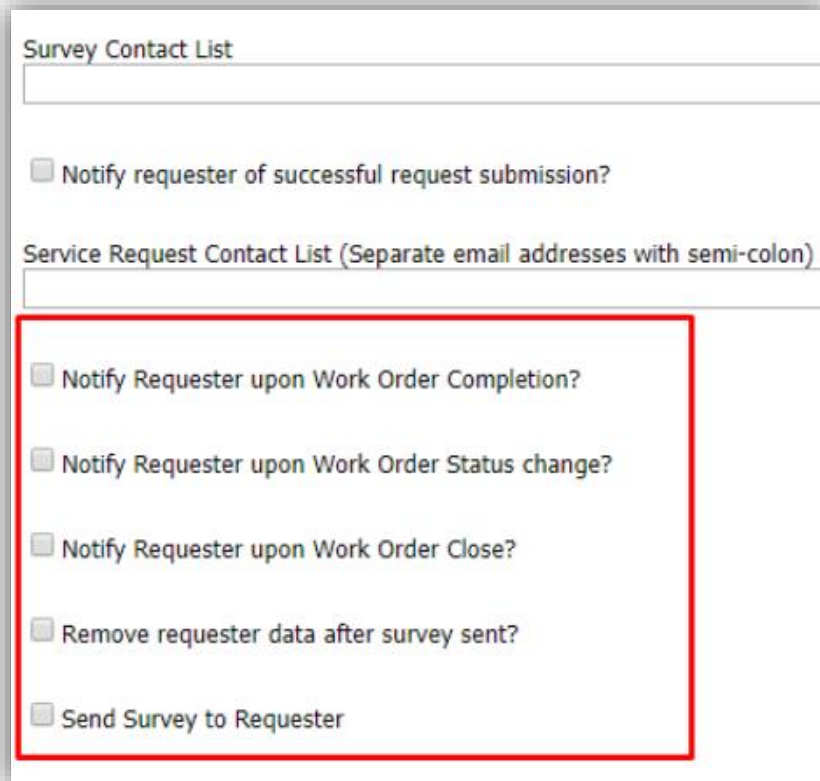 Survey Contact List
Notify requester of successful request submission?
Service Request Contact List (Separate email addresses with semi-colon)
Notify Requester upon Work Order Completion?
Notify Requester upon Work Order Status change?
Notify Requester upon Work Order Close?
Remove requester data after survey sent?
Send Survey to Requester